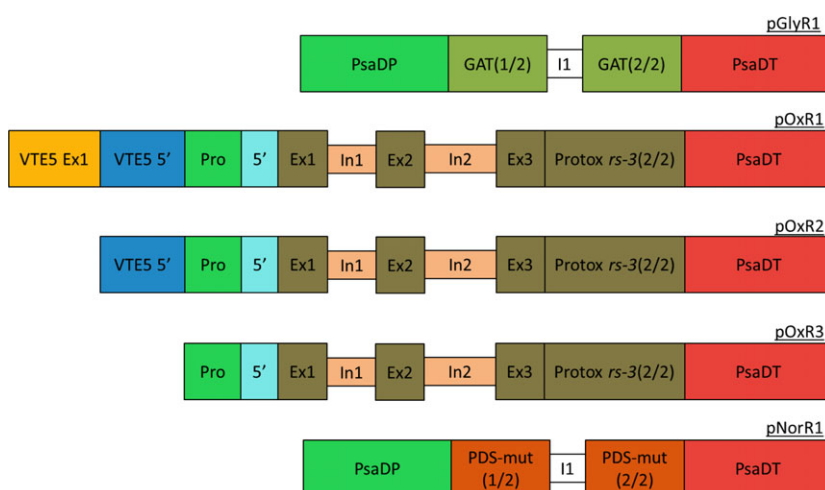 pGlyR1
PsaDP GAT(1/2) I1 GAT(2/2) PsaDT
pOxR1
VTE5 Ex1 VTE5 5′ Pro 5′ Ex1 In1 Ex2 In2 Ex3 Protox rs-3(2/2) PsaDT
pOxR2
VTE5 5′ Pro 5′ Ex1 In1 Ex2 In2 Ex3 Protox rs-3(2/2) PsaDT
pOxR3
Pro 5′ Ex1 In1 Ex2 In2 Ex3 Protox rs-3(2/2) PsaDT
pNorR1
PsaDP PDS-mut (1/2) I1 PDS-mut (2/2) PsaDT